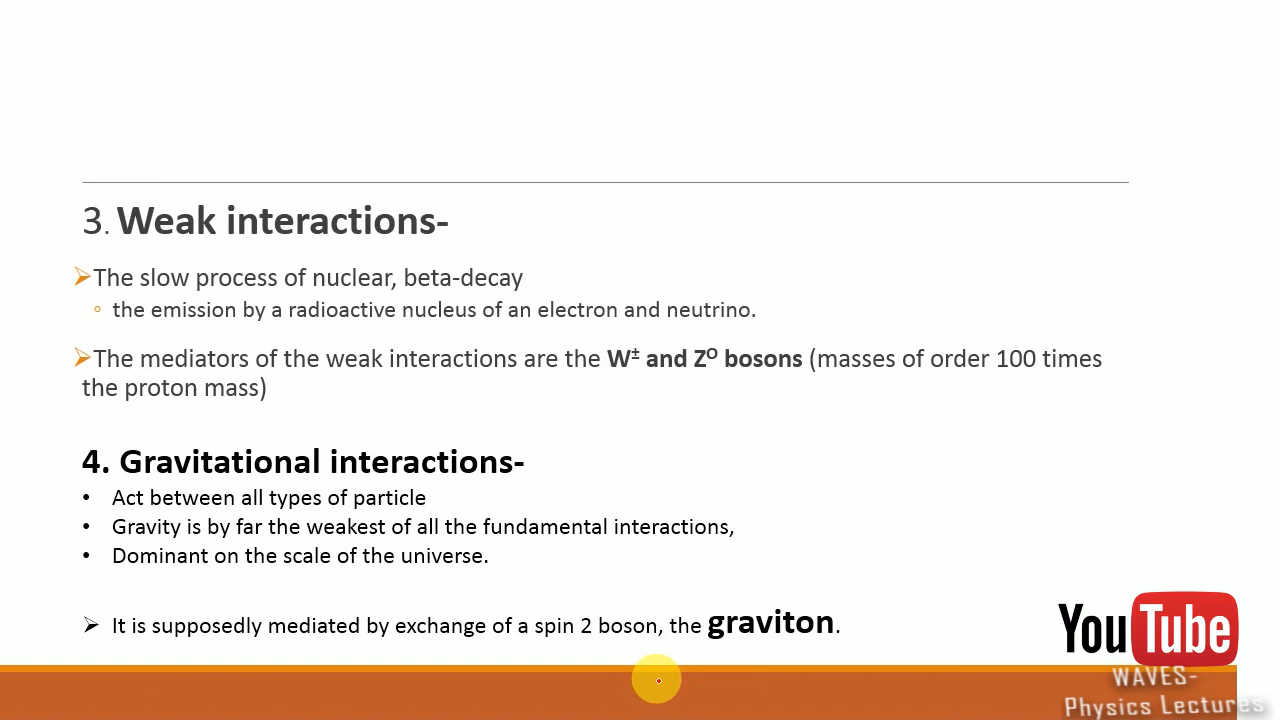 3. Weak interactions-
➢The slow process of nuclear, beta-decay
◦ the emission by a radioactive nucleus of an electron and neutrino.
➢The mediators of the weak interactions are the W± and Z⁰ bosons (masses of order 100 times
the proton mass)
4. Gravitational interactions-
• Act between all types of particle
• Gravity is by far the weakest of all the fundamental interactions,
• Dominant on the scale of the universe.
➢ It is supposedly mediated by exchange of a spin 2 boson, the graviton.
YouTube
WAVES-
Physics Lectures